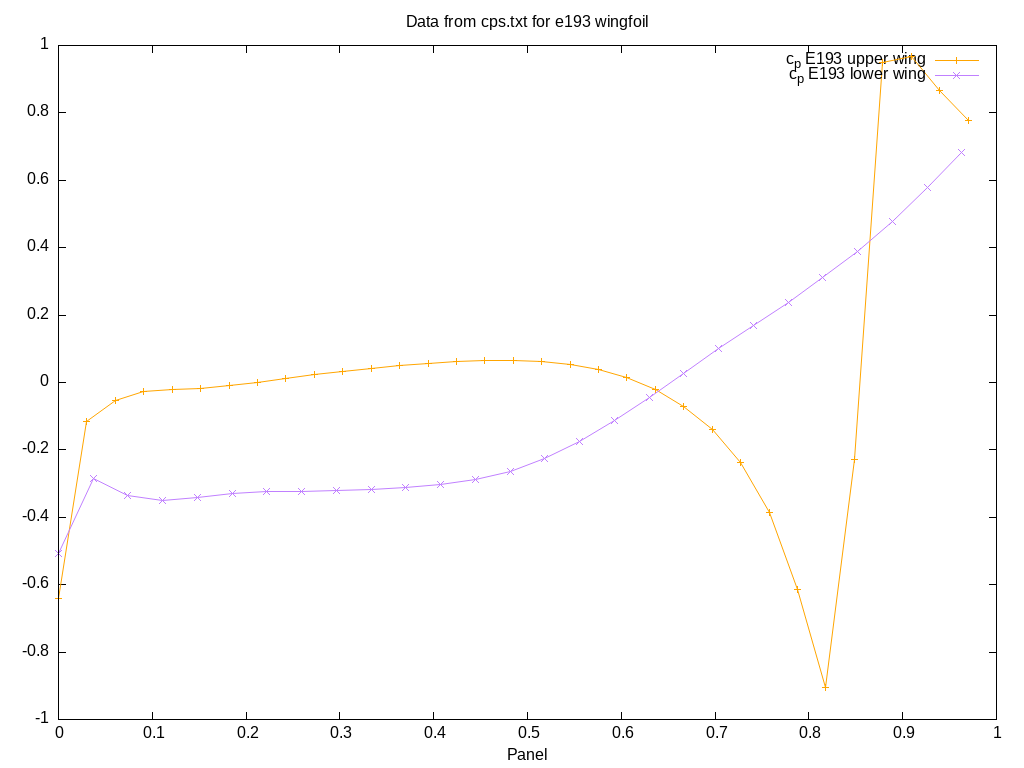 Data from cps.txt for e193 wingfoil
1
0.8
0.6
0.4
0.2
0
-0.2
-0.4
-0.6
-0.8
-1
0 0.1 0.2 0.3 0.4 0.5 0.6 0.7 0.8 0.9 1
Panel
cp E193 upper wing
cp E193 lower wing